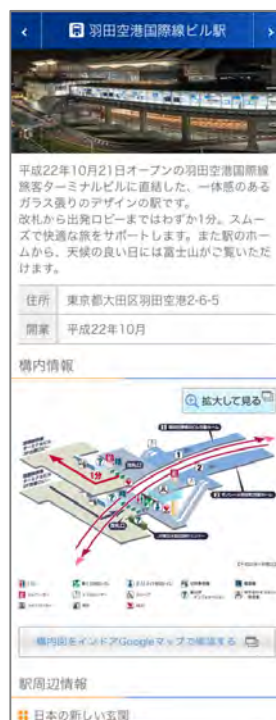 羽田空港国際線ビル駅
平成22年10月21日オープンの羽田空港国際線
旅客ターミナルビルに直結した、一体感のある
ガラス張りのデザインの駅です。
改札から出発ロビーまではわずか1分。スムー
ズで快適な旅をサポートします。また駅のホー
ムから、天候の良い日には富士山がご覧いただ
けます。
住所 東京都大田区羽田空港2-6-5
開業 平成22年10月
構内情報
拡大して見る
1分
1
2
構内図をインドアGoogleマップで確認する
駅周辺情報
日本の新しい玄関